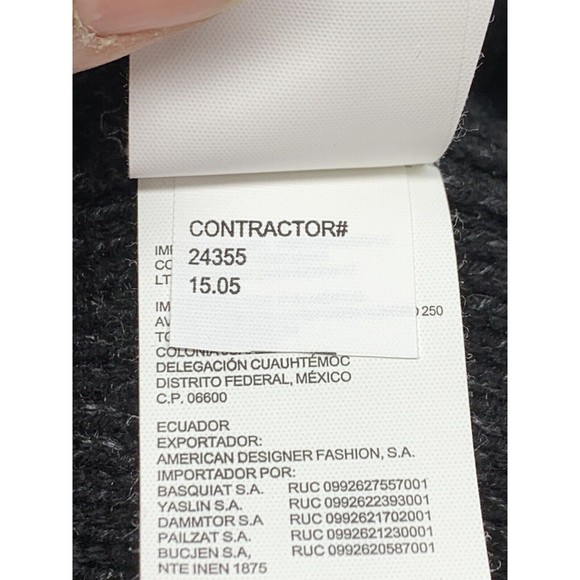 CONTRACTOR#
24355
15.05
250
DELEGACIÓN CUAUHTÉMOC
DISTRITO FEDERAL, MÉXICO
C.P. 06600
ECUADOR
EXPORTADOR:
AMERICAN DESIGNER FASHION, S.A.
IMPORTADOR POR:
BASQUIAT S.A. RUC 0992627557001
YASLIN S.A. RUC 0992622393001
DAMMTOR S.A RUC 0992621702001
PAILZAT S.A. RUC 0992621230001
BUCJEN S.A, RUC 0992620587001
NTE INEN 1875